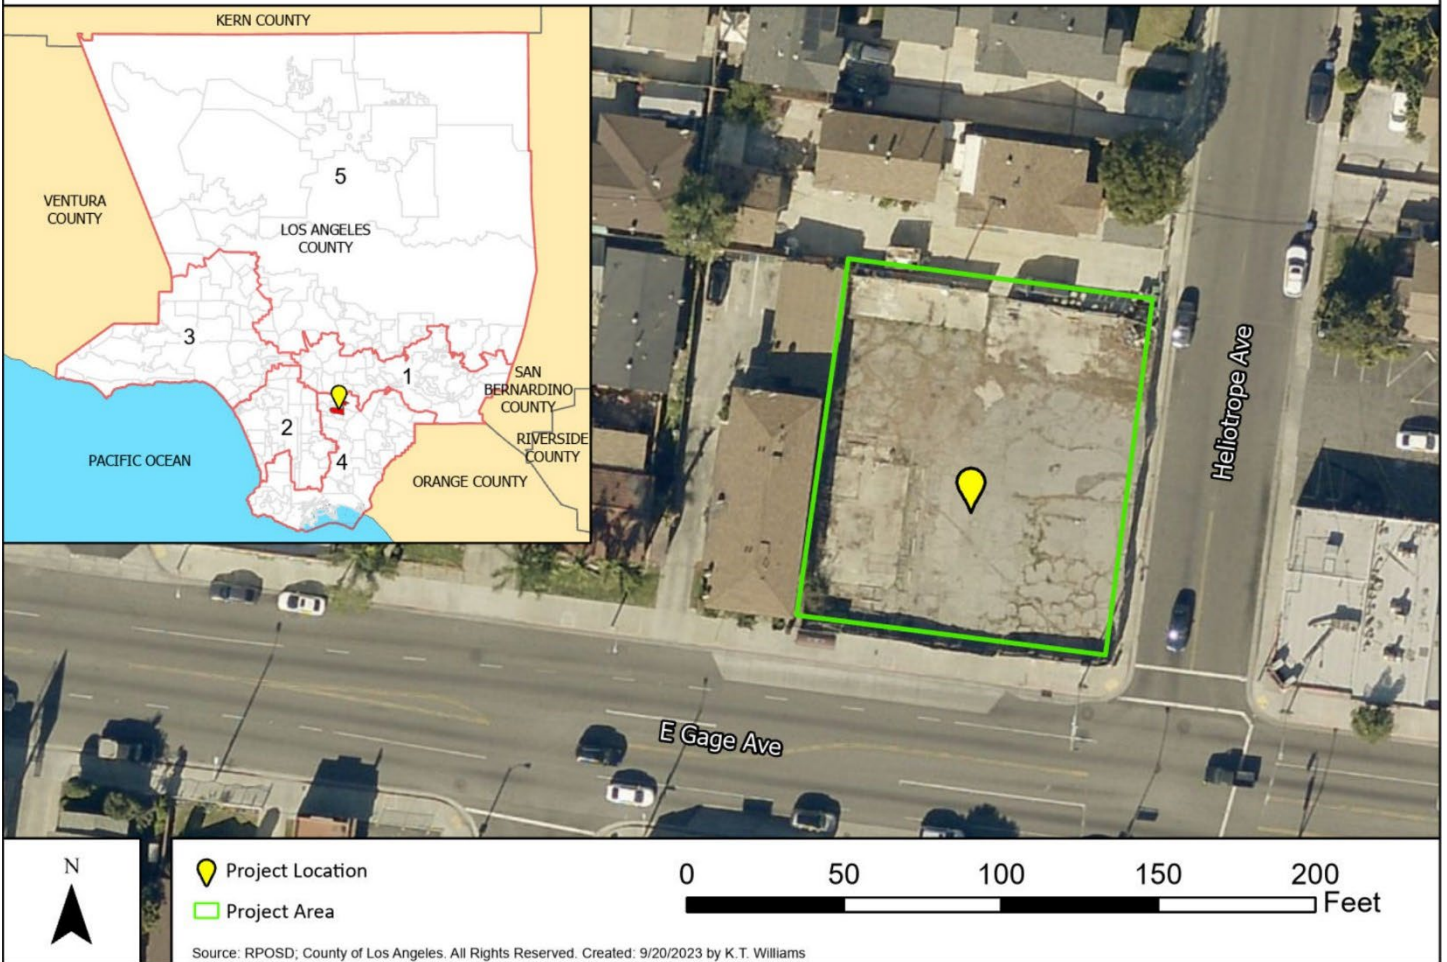 KERN COUNTY
5
VENTURA
COUNTY
LOS ANGELES
COUNTY
3
1
SAN
BERNARDINO
COUNTY
2
RIVERSIDE
COUNTY
4
PACIFIC OCEAN
ORANGE COUNTY
Heliotrope Ave
E Gage Ave
N
Project Location
Project Area
0 50 100 150 200
Feet
Source: RPOSD; County of Los Angeles. All Rights Reserved. Created: 9/20/2023 by K.T. Williams